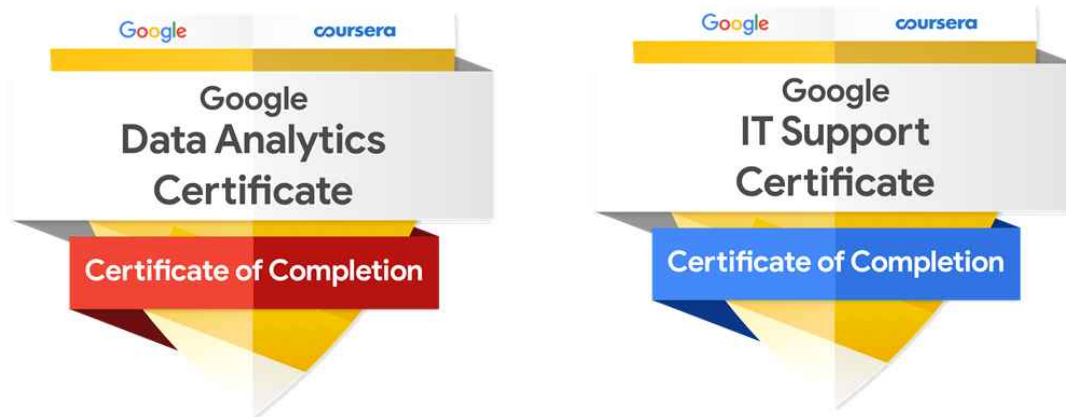 Google coursera
Google
Data Analytics
Certificate
Certificate of Completion
Google coursera
Google
IT Support
Certificate
Certificate of Completion